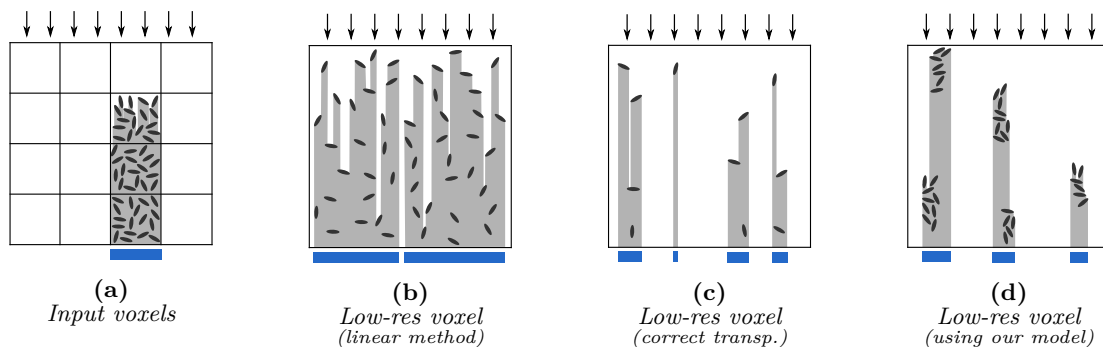 (a)
Input voxels
(b)
Low-res voxel
(linear method)
(c)
Low-res voxel
(correct transp.)
(d)
Low-res voxel
(using our model)